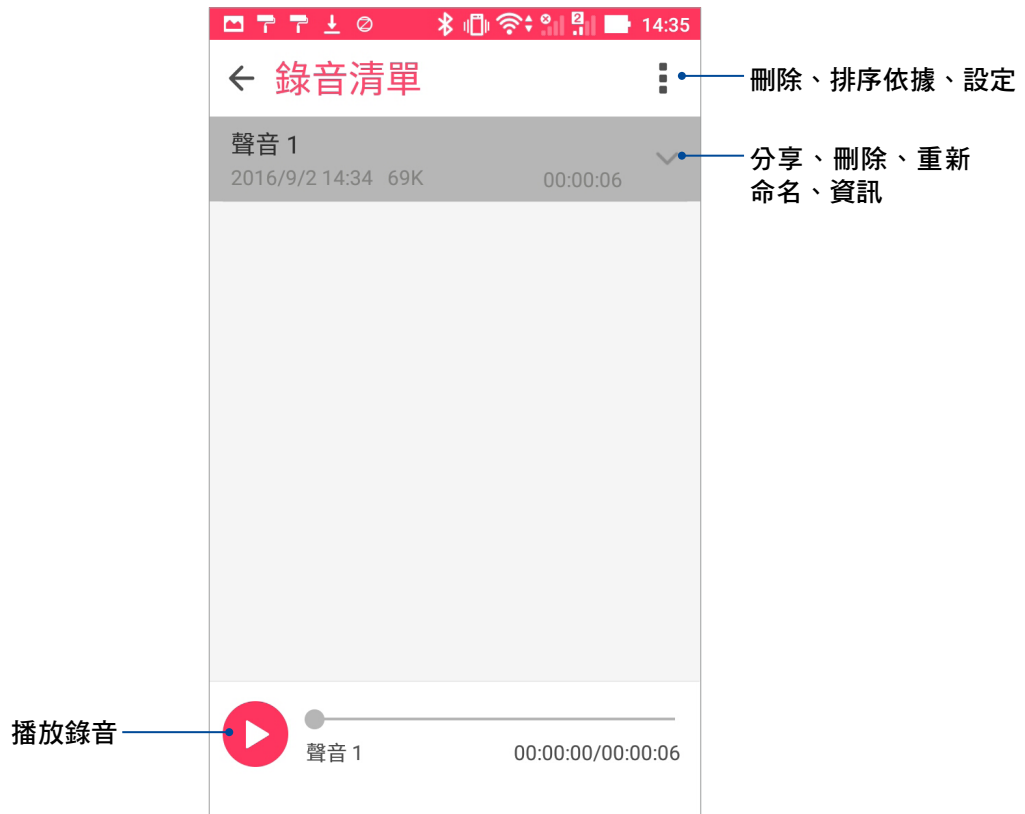 2
14:35
錄音清單
刪除、排序依據、設定
聲音 1
2016/9/2 14:34 69K 00:00:06
分享、刪除、重新
命名、資訊
播放錄音
聲音 1 00:00:00/00:00:06